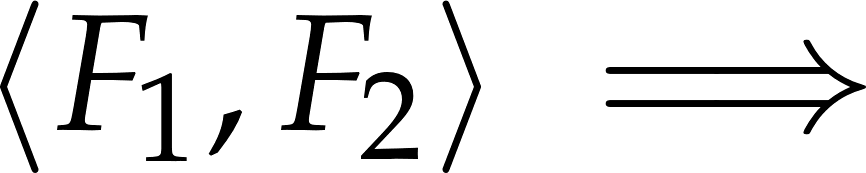 ⟨F₁, F₂⟩ ⟹